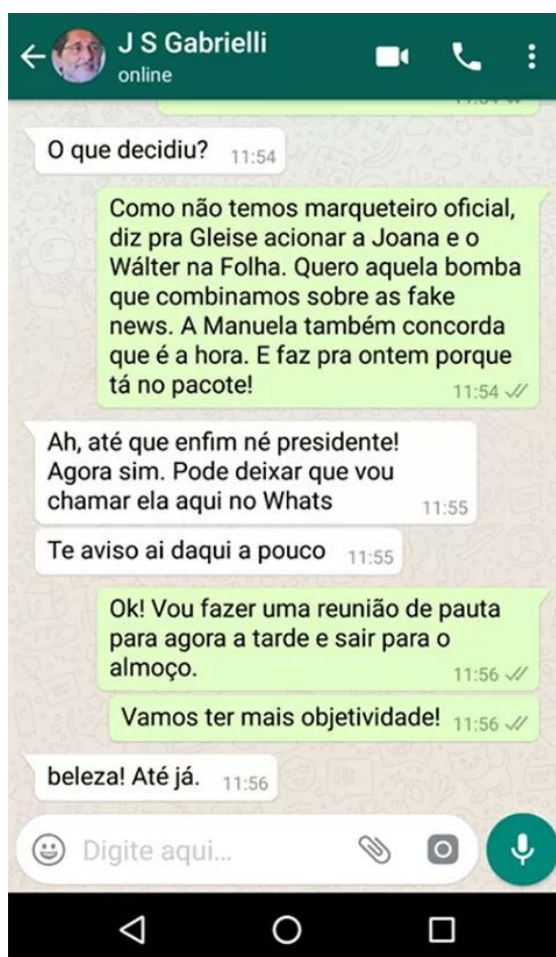 J S Gabrielli
online
O que decidiu? 11:54
Como não temos marqueteiro oficial,
diz pra Gleise acionar a Joana e o
Wálter na Folha. Quero aquela bomba
que combinamos sobre as fake
news. A Manuela também concorda
que é a hora. E faz pra ontem porque
tá no pacote! 11:54
Ah, até que enfim né presidente!
Agora sim. Pode deixar que vou
chamar ela aqui no Whats 11:55
Te aviso ai daqui a pouco 11:55
Ok! Vou fazer uma reunião de pauta
para agora a tarde e sair para o
almoço. 11:56
Vamos ter mais objetividade! 11:56
beleza! Até já. 11:56
Digite aqui...